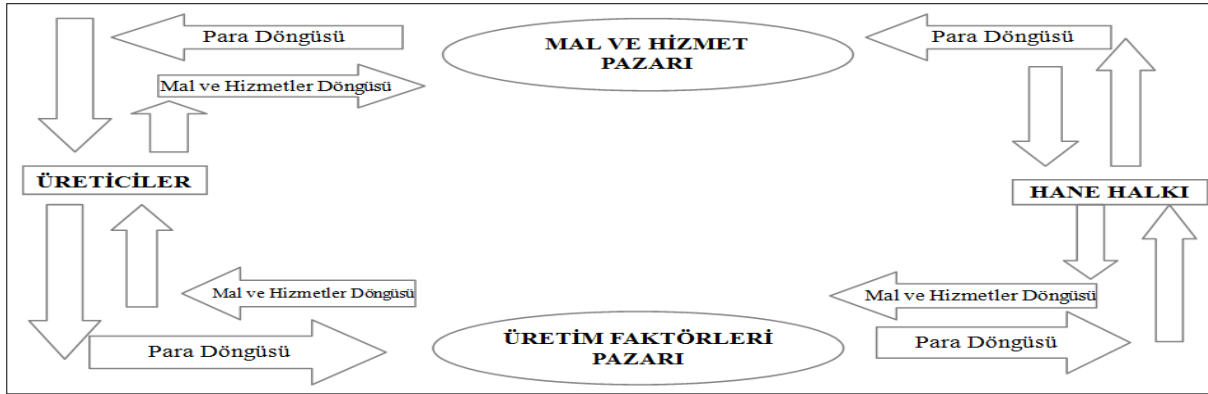 Para Döngüsü
MAL VE HİZMET
PAZARI
Para Döngüsü
Mal ve Hizmetler Döngüsü
ÜRETİCİLER
HANE HALKI
Mal ve Hizmetler Döngüsü
Mal ve Hizmetler Döngüsü
Para Döngüsü
ÜRETİM FAKTÖRLERİ
PAZARI
Para Döngüsü